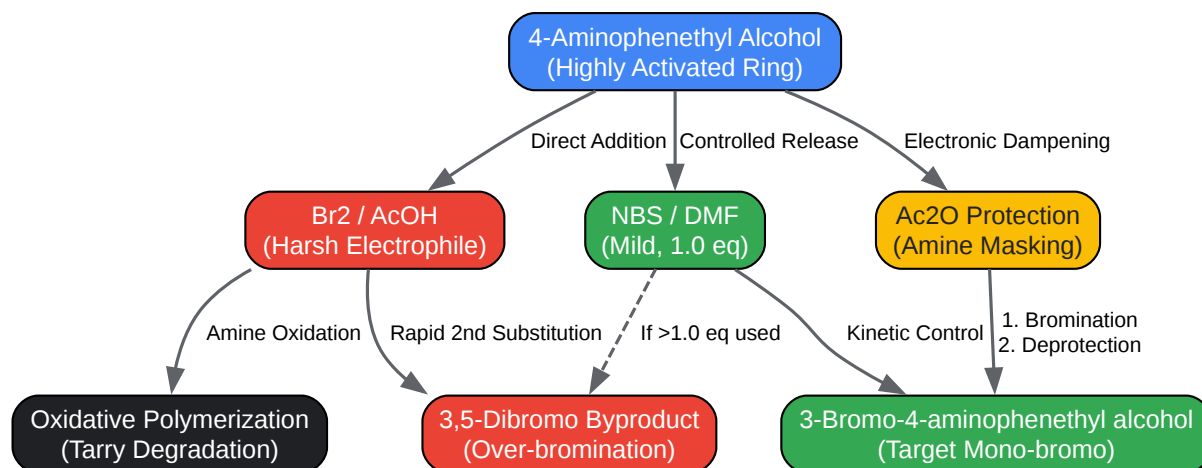 4-Aminophenethyl Alcohol
(Highly Activated Ring)
Direct Addition
Controlled Release
Electronic Dampening
Br2 / AcOH
(Harsh Electrophile)
NBS / DMF
(Mild, 1.0 eq)
Ac2O Protection
(Amine Masking)
Amine Oxidation
Rapid 2nd Substitution
If >1.0 eq used
Kinetic Control
1. Bromination
2. Deprotection
Oxidative Polymerization
(Tarry Degradation)
3,5-Dibromo Byproduct
(Over-bromination)
3-Bromo-4-aminophenethyl alcohol
(Target Mono-bromo)